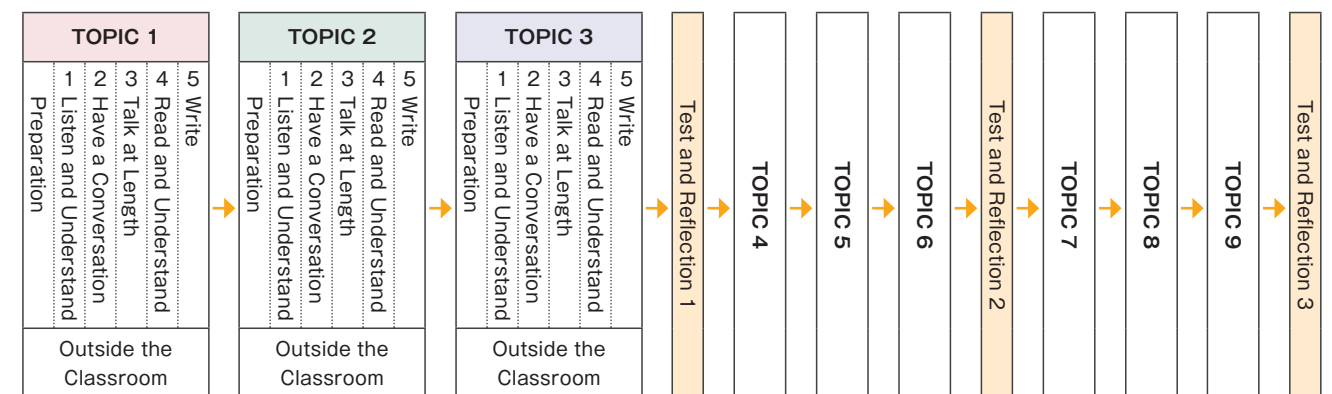 TOPIC 1
Preparation
1 Listen and Understand
2 Have a Conversation
3 Talk at Length
4 Read and Understand
5 Write
Outside the
Classroom
TOPIC 2
Preparation
1 Listen and Understand
2 Have a Conversation
3 Talk at Length
4 Read and Understand
5 Write
Outside the
Classroom
TOPIC 3
Preparation
1 Listen and Understand
2 Have a Conversation
3 Talk at Length
4 Read and Understand
5 Write
Outside the
Classroom
Test and Reflection 1
TOPIC 4
TOPIC 5
TOPIC 6
Test and Reflection 2
TOPIC 7
TOPIC 8
TOPIC 9
Test and Reflection 3